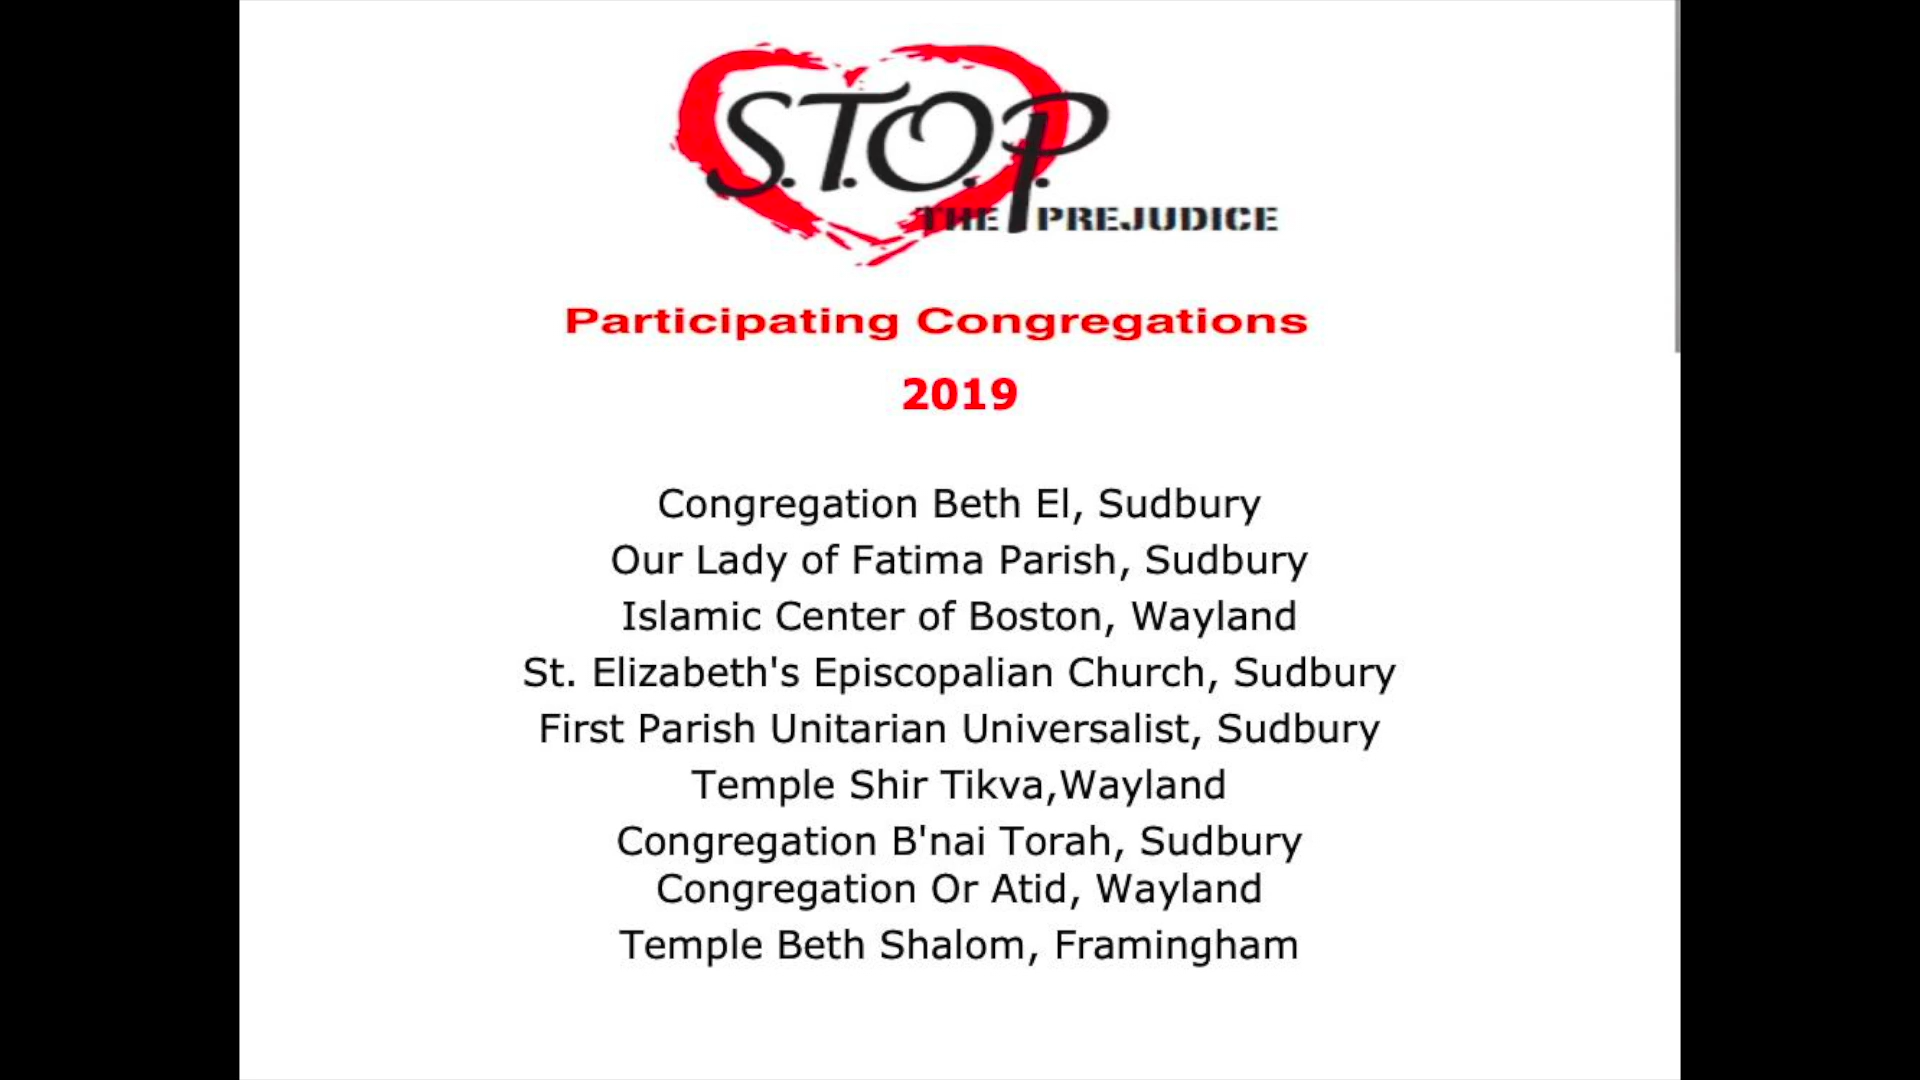 S.T.O.P.
THE PREJUDICE
Participating Congregations
2019
Congregation Beth El, Sudbury
Our Lady of Fatima Parish, Sudbury
Islamic Center of Boston, Wayland
St. Elizabeth's Episcopalian Church, Sudbury
First Parish Unitarian Universalist, Sudbury
Temple Shir Tikva,Wayland
Congregation B'nai Torah, Sudbury
Congregation Or Atid, Wayland
Temple Beth Shalom, Framingham